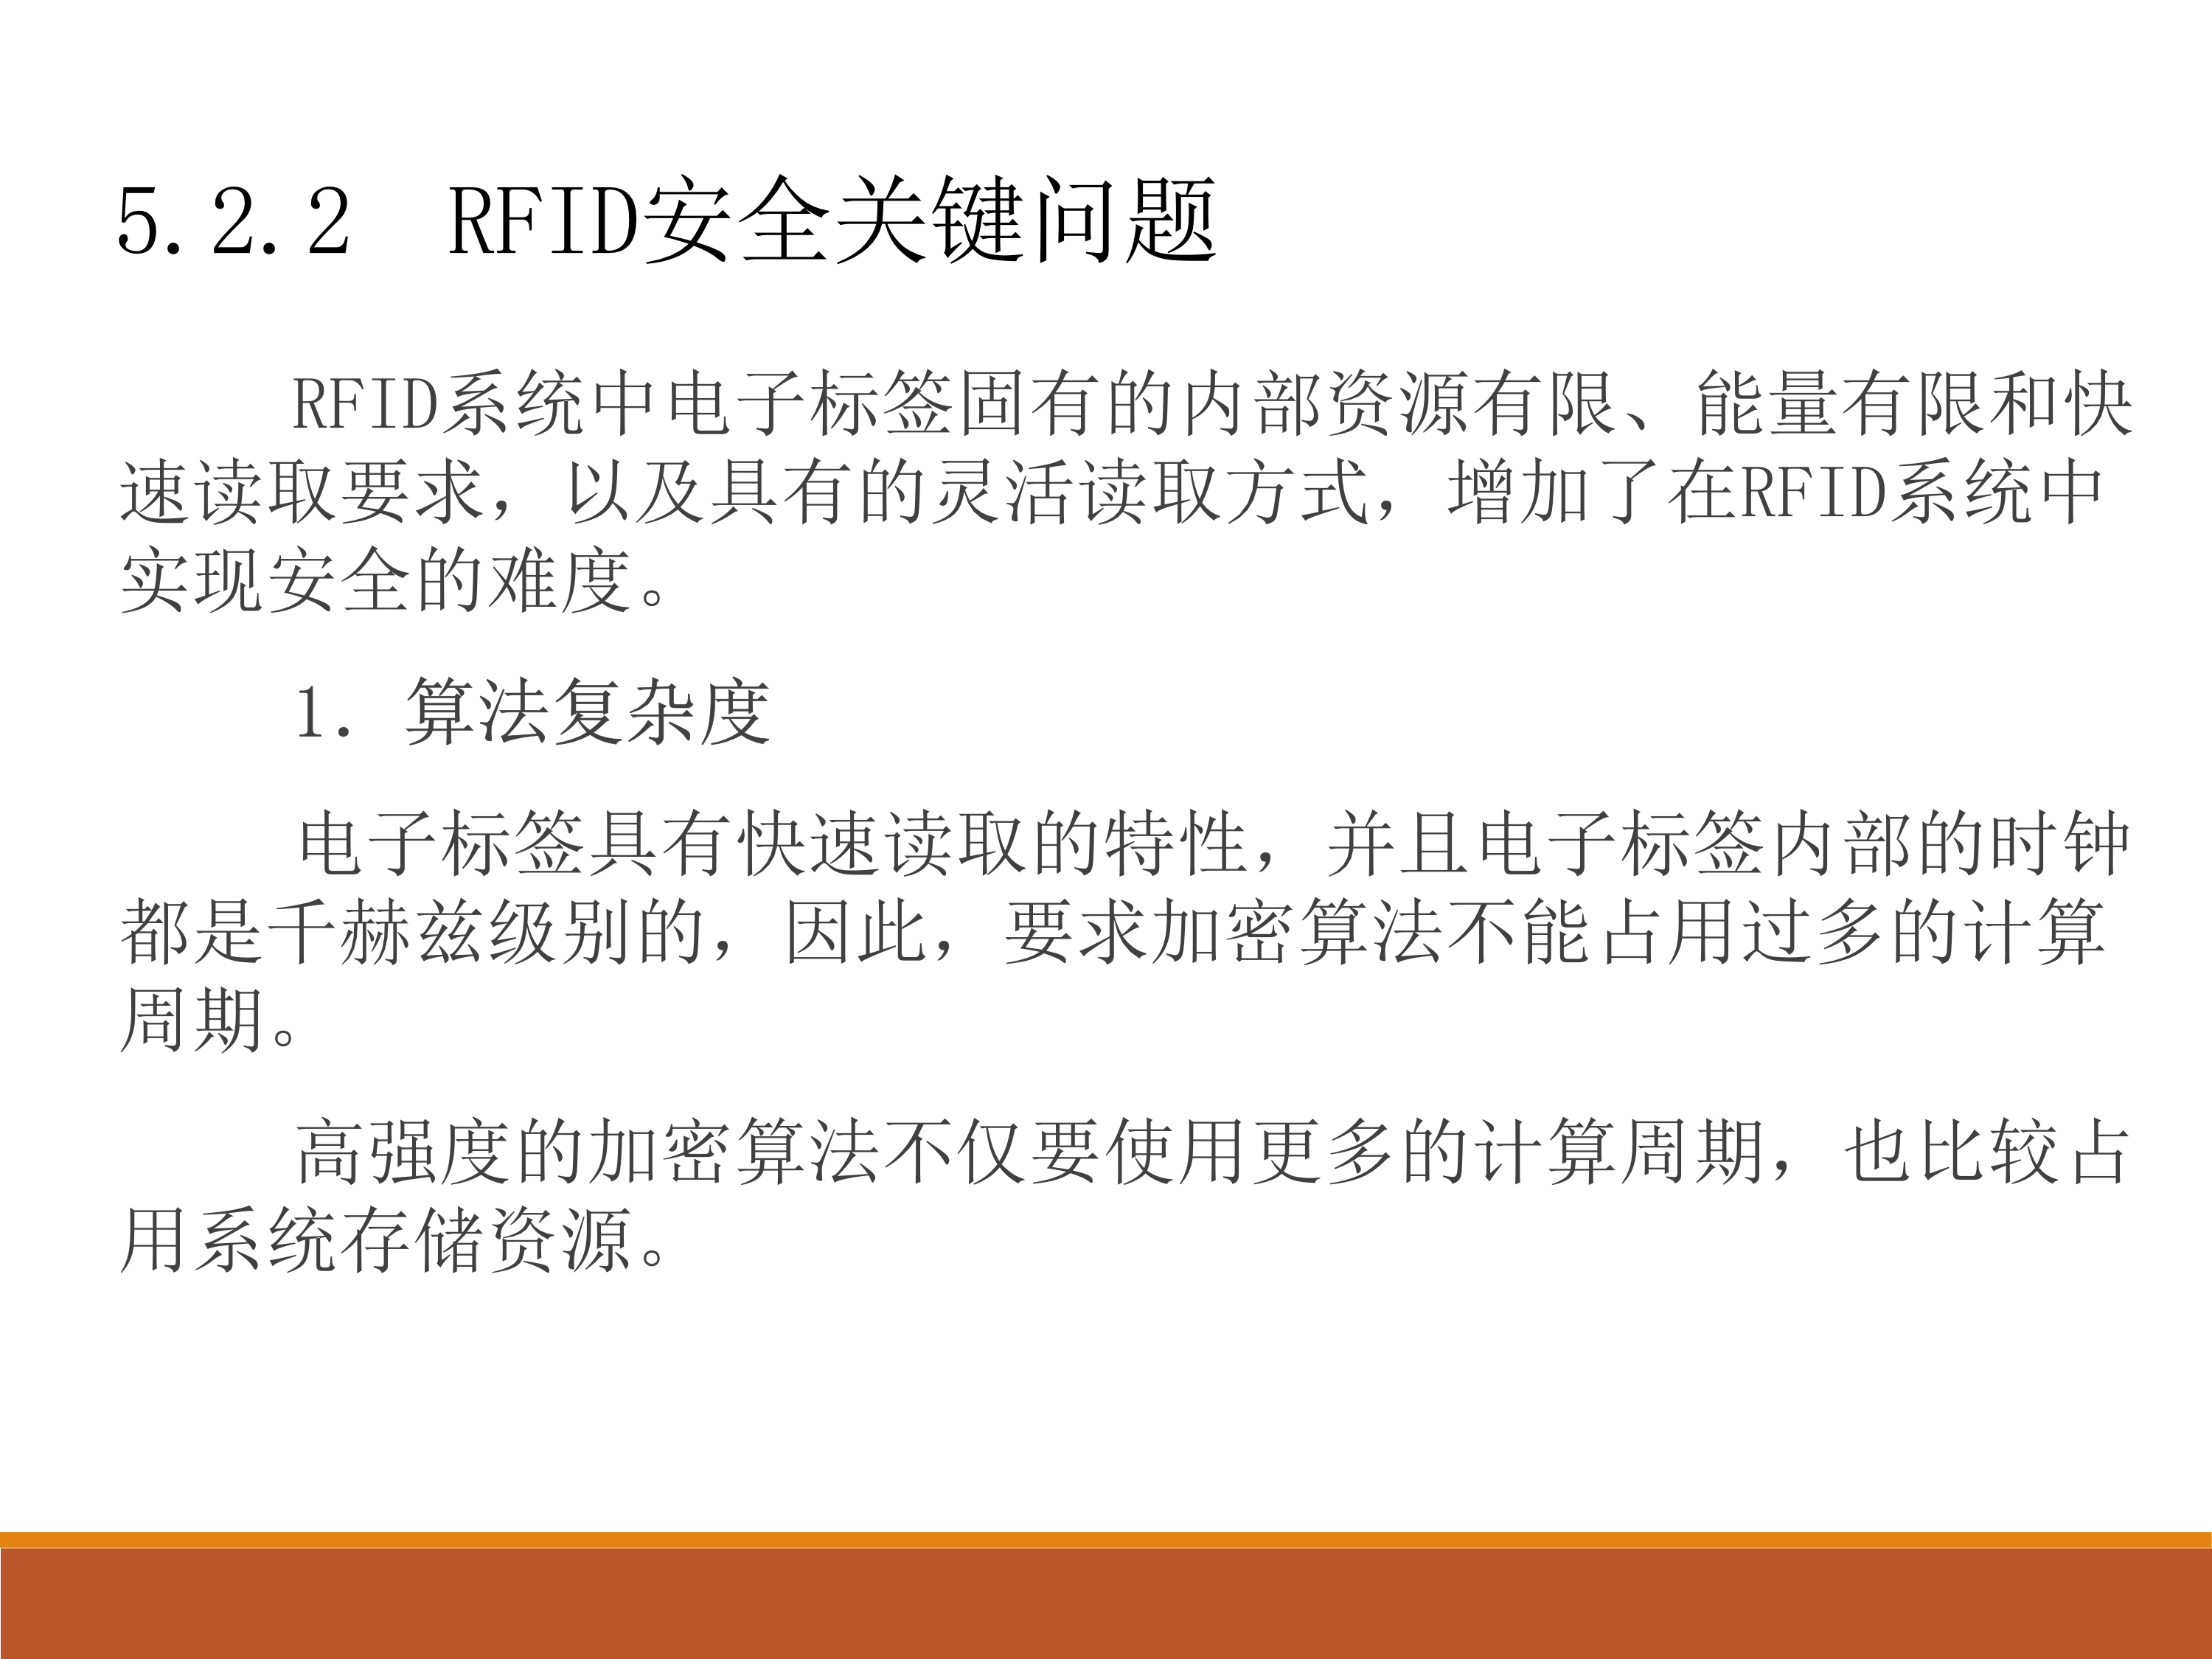 5.2.2 RFID安全关键问题
RFID系统中电子标签固有的内部资源有限、能量有限和快
速读取要求，以及具有的灵活读取方式，增加了在RFID系统中
实现安全的难度。
1. 算法复杂度
电子标签具有快速读取的特性，并且电子标签内部的时钟
都是千赫兹级别的，因此，要求加密算法不能占用过多的计算
周期。
高强度的加密算法不仅要使用更多的计算周期，也比较占
用系统存储资源。